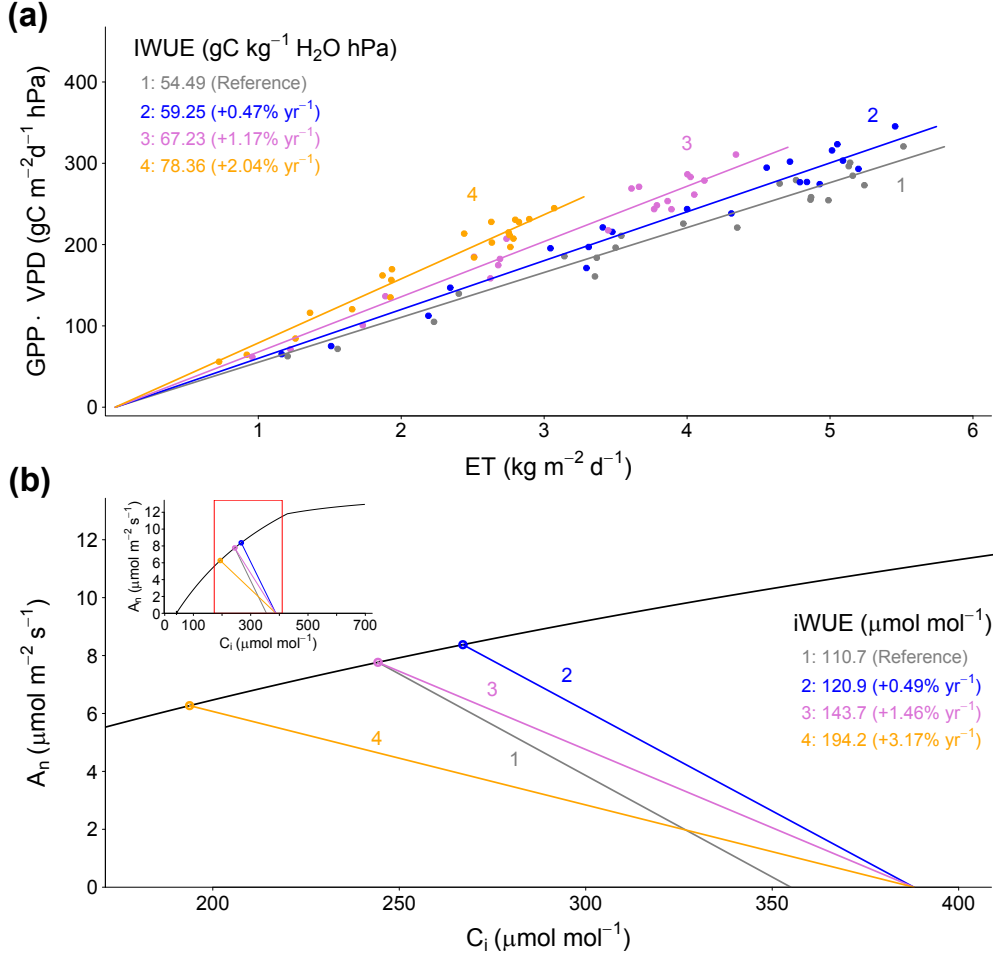 (a)
IWUE (gC kg⁻¹ H₂O hPa)
1: 54.49 (Reference)
2: 59.25 (+0.47% yr⁻¹)
3: 67.23 (+1.17% yr⁻¹)
4: 78.36 (+2.04% yr⁻¹)
GPP · VPD (gC m⁻²d⁻¹ hPa)
400
300
200
100
0
4
3
2
1
1 2 3 4 5 6
ET (kg m⁻² d⁻¹)
(b)
Aₙ (μmol m⁻² s⁻¹)
12
10
8
6
4
2
0
Aₙ (μmol m⁻² s⁻¹)
12
10
8
6
4
2
0
0 100 300 500 700
Cᵢ (μmol mol⁻¹)
iWUE (μmol mol⁻¹)
1: 110.7 (Reference)
2: 120.9 (+0.49% yr⁻¹)
3: 143.7 (+1.46% yr⁻¹)
4: 194.2 (+3.17% yr⁻¹)
2
3
4
1
200 250 300 350 400
Cᵢ (μmol mol⁻¹)